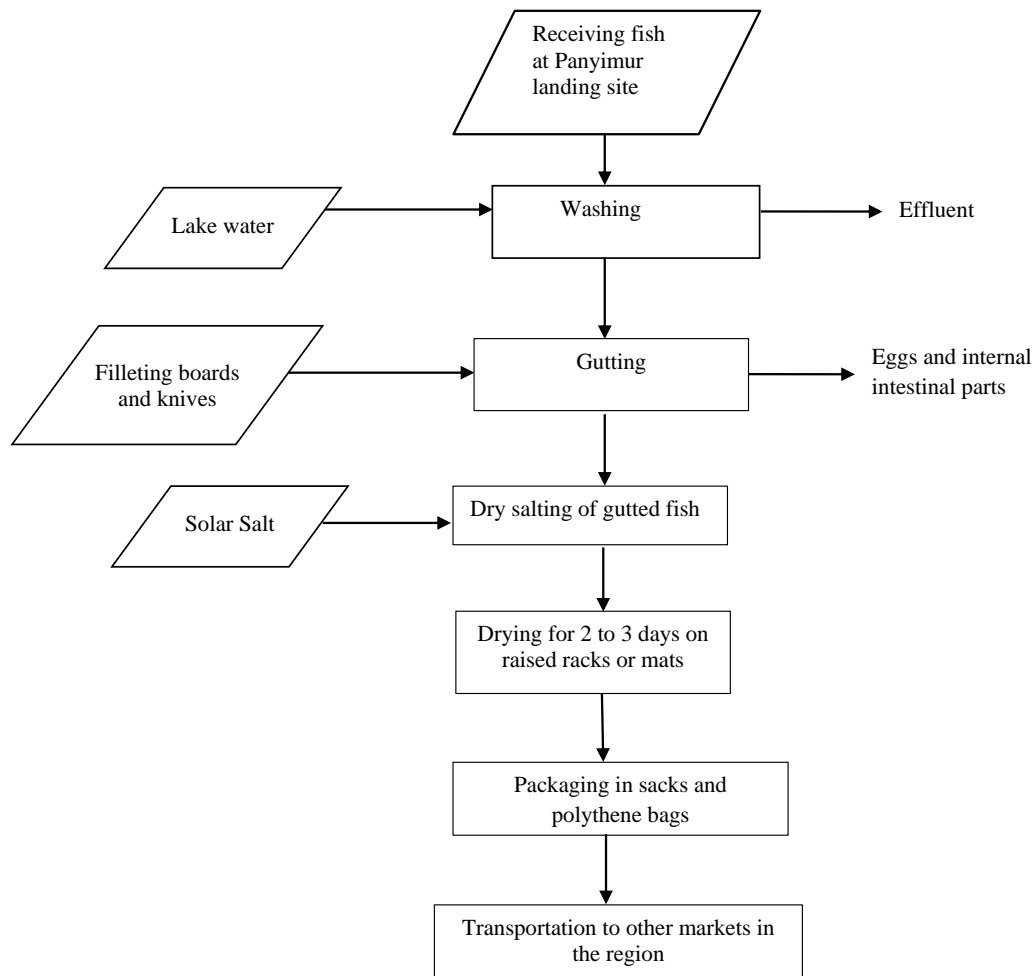 Receiving fish
at Panyimur
landing site
Lake water
Washing
Effluent
Filleting boards
and knives
Gutting
Eggs and internal
intestinal parts
Solar Salt
Dry salting of gutted fish
Drying for 2 to 3 days on
raised racks or mats
Packaging in sacks and
polythene bags
Transportation to other markets in
the region